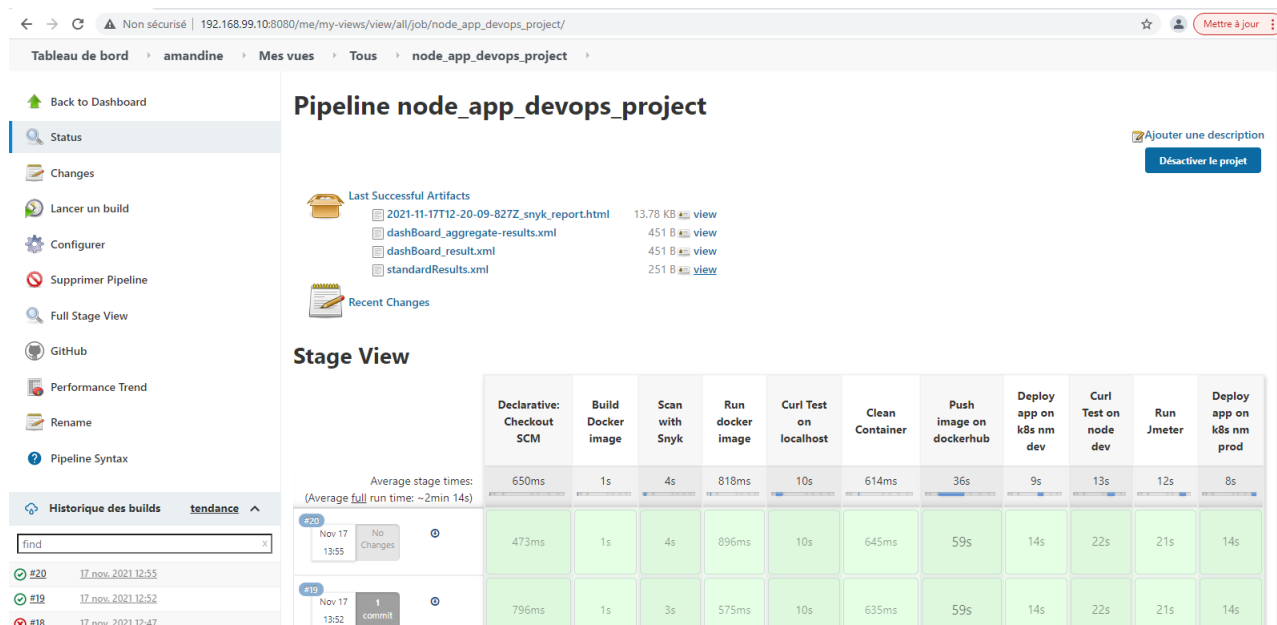 Non sécurisé | 192.168.99.10:8080/me/my-views/view/all/job/node_app_devops_project/
Mettre à jour
Tableau de bord amandine Mes vues Tous node_app_devops_project
Back to Dashboard
Status
Changes
Lancer un build
Configurer
Supprimer Pipeline
Full Stage View
GitHub
Performance Trend
Rename
Pipeline Syntax
Historique des builds tendance
find x
#20 17 nov. 2021 12:55
#19 17 nov. 2021 12:52
#18 17 nov. 2021 12:47
Pipeline node_app_devops_project
Ajouter une description
Désactiver le projet
Last Successful Artifacts
2021-11-17T12-20-09-827Z_snyk_report.html 13.78 KB view
dashBoard_aggregate-results.xml 451 B view
dashBoard_result.xml 451 B view
standardResults.xml 251 B view
Recent Changes
Stage View
Declarative: Checkout SCM
Build Docker image
Scan with Snyk
Run docker image
Curl Test on localhost
Clean Container
Push image on dockerhub
Deploy app on k8s nm dev
Curl Test on node dev
Run Jmeter
Deploy app on k8s nm prod
Average stage times: 650ms 1s 4s 818ms 10s 614ms 36s 9s 13s 12s 8s
(Average full run time: ~2min 14s)
#20
Nov 17 13:55 No Changes 473ms 1s 4s 896ms 10s 645ms 59s 14s 22s 21s 14s
#19
Nov 17 13:52 1 commit 796ms 1s 3s 575ms 10s 635ms 59s 14s 22s 21s 14s